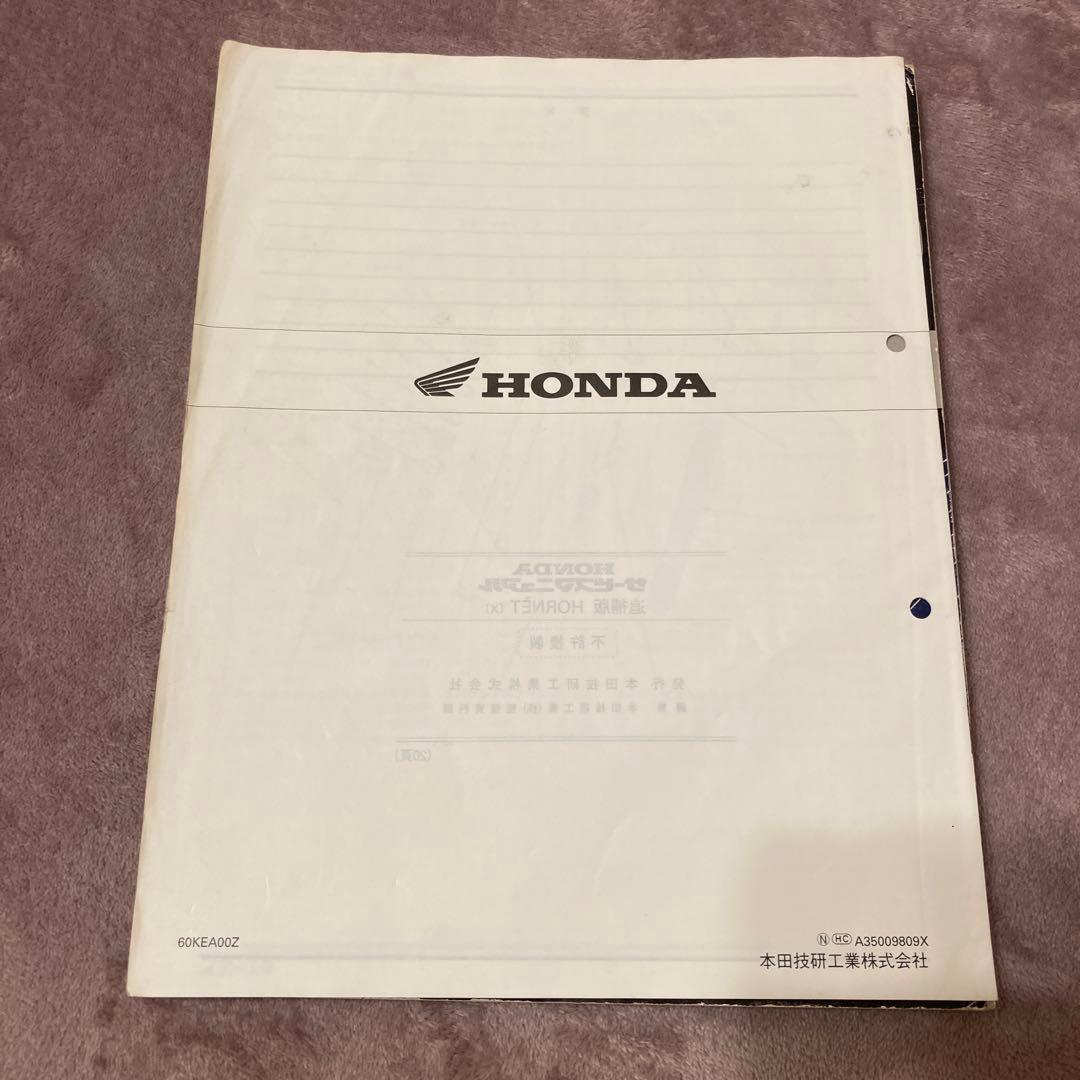 HONDA
HONDA
サービスマニュアル
追補版 HORNET (X)
不許複製
発行 本田技研工業株式会社
(20頁)
60KEA00Z
N HC A35009809X
本田技研工業株式会社